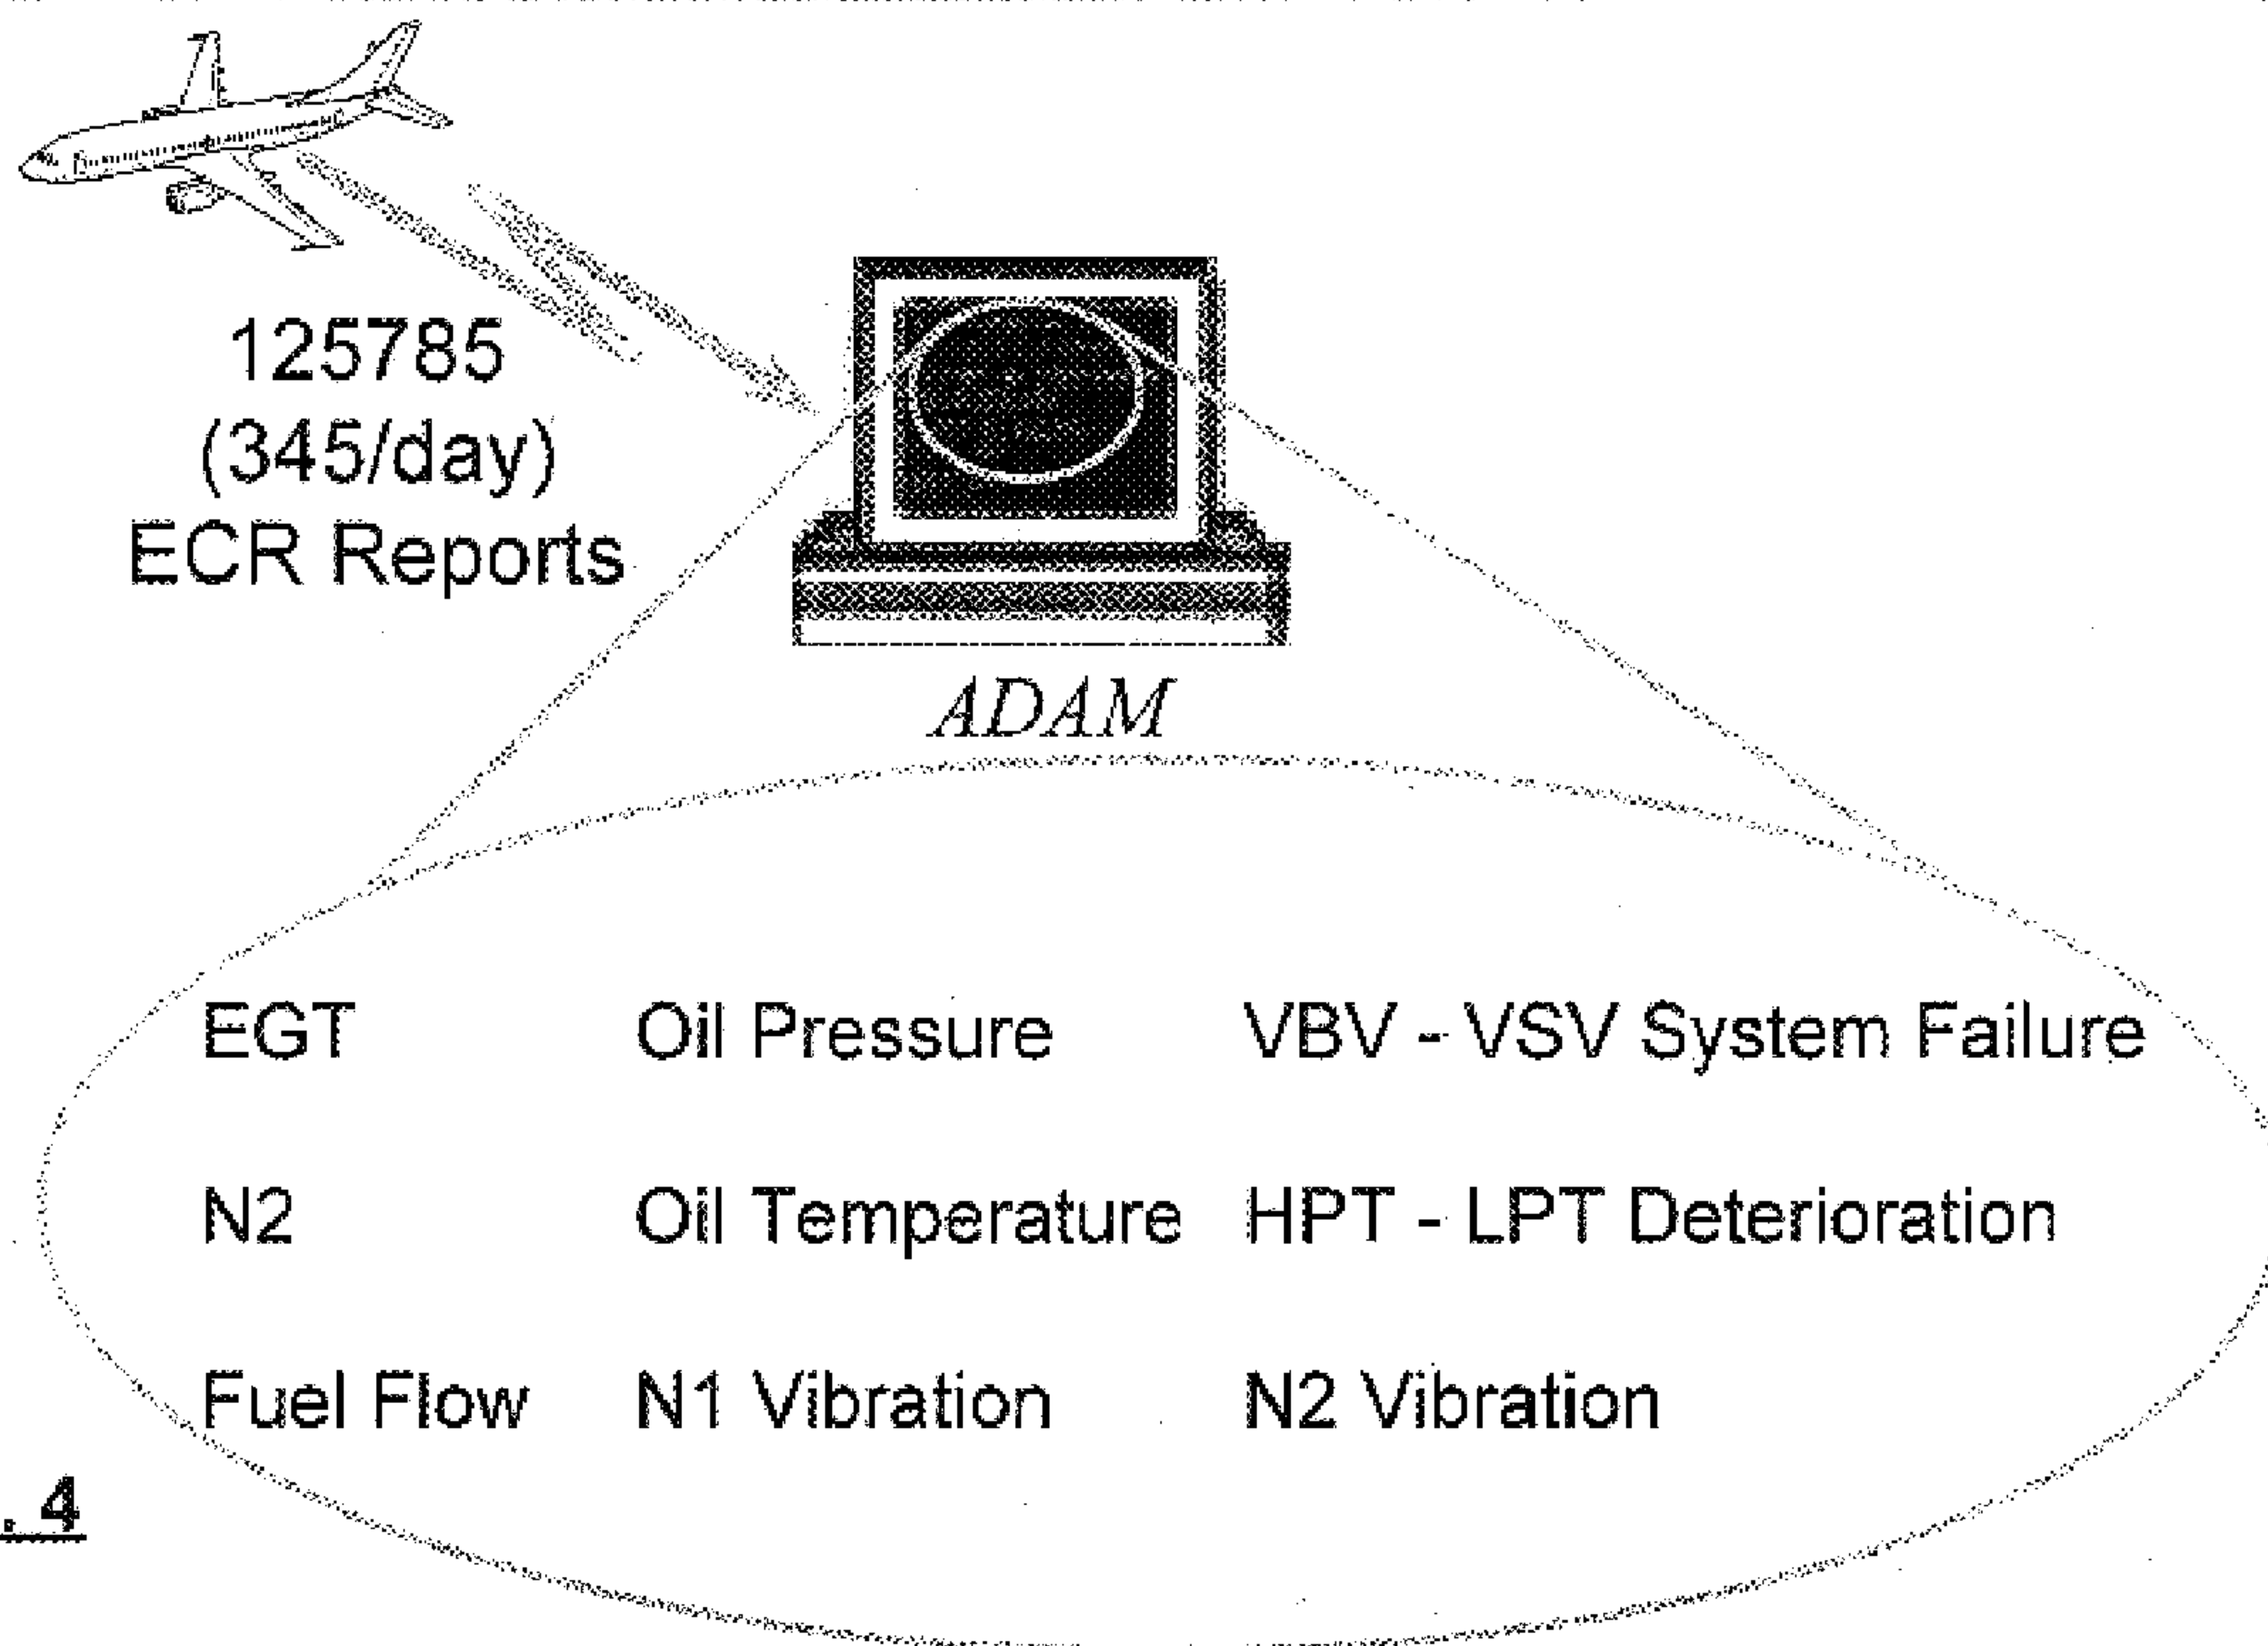 125785
(345/day)
ECR Reports
ADAM
EGT Oil Pressure VBV - VSV System Failure
N2 Oil Temperature HPT - LPT Deterioration
Fuel Flow N1 Vibration N2 Vibration
. 4